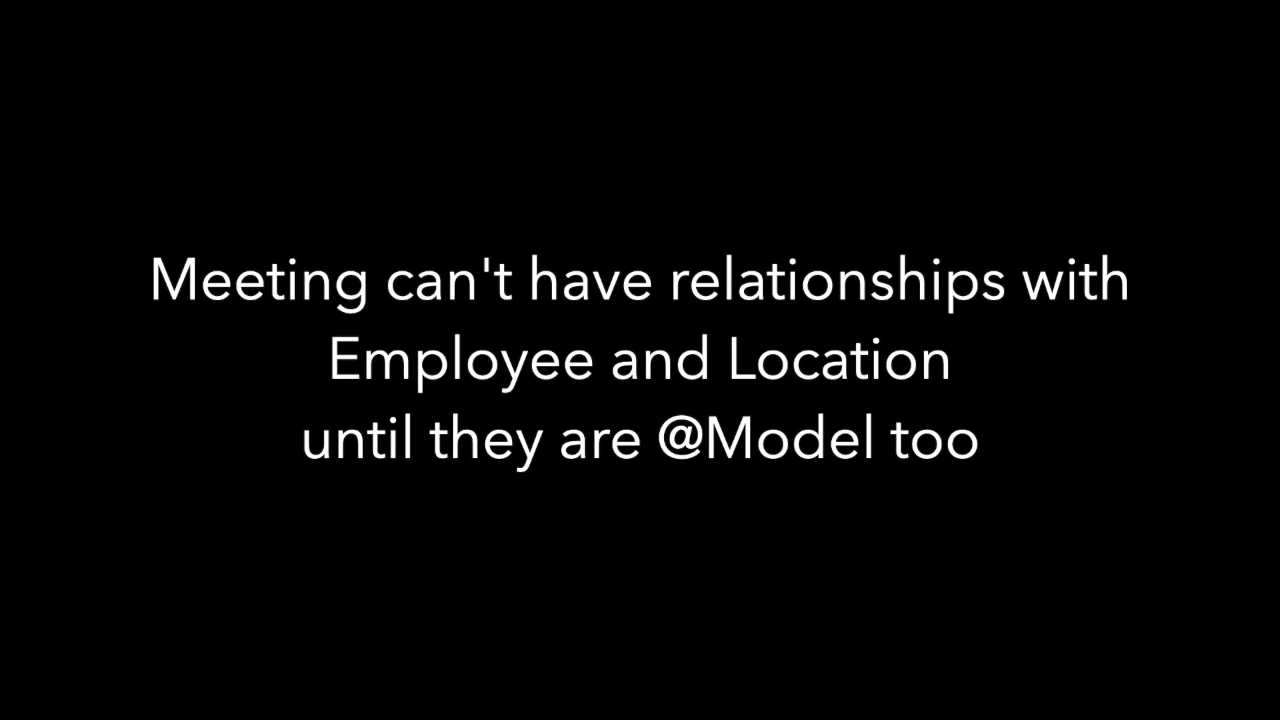 Meeting can't have relationships with
Employee and Location
until they are @Model too